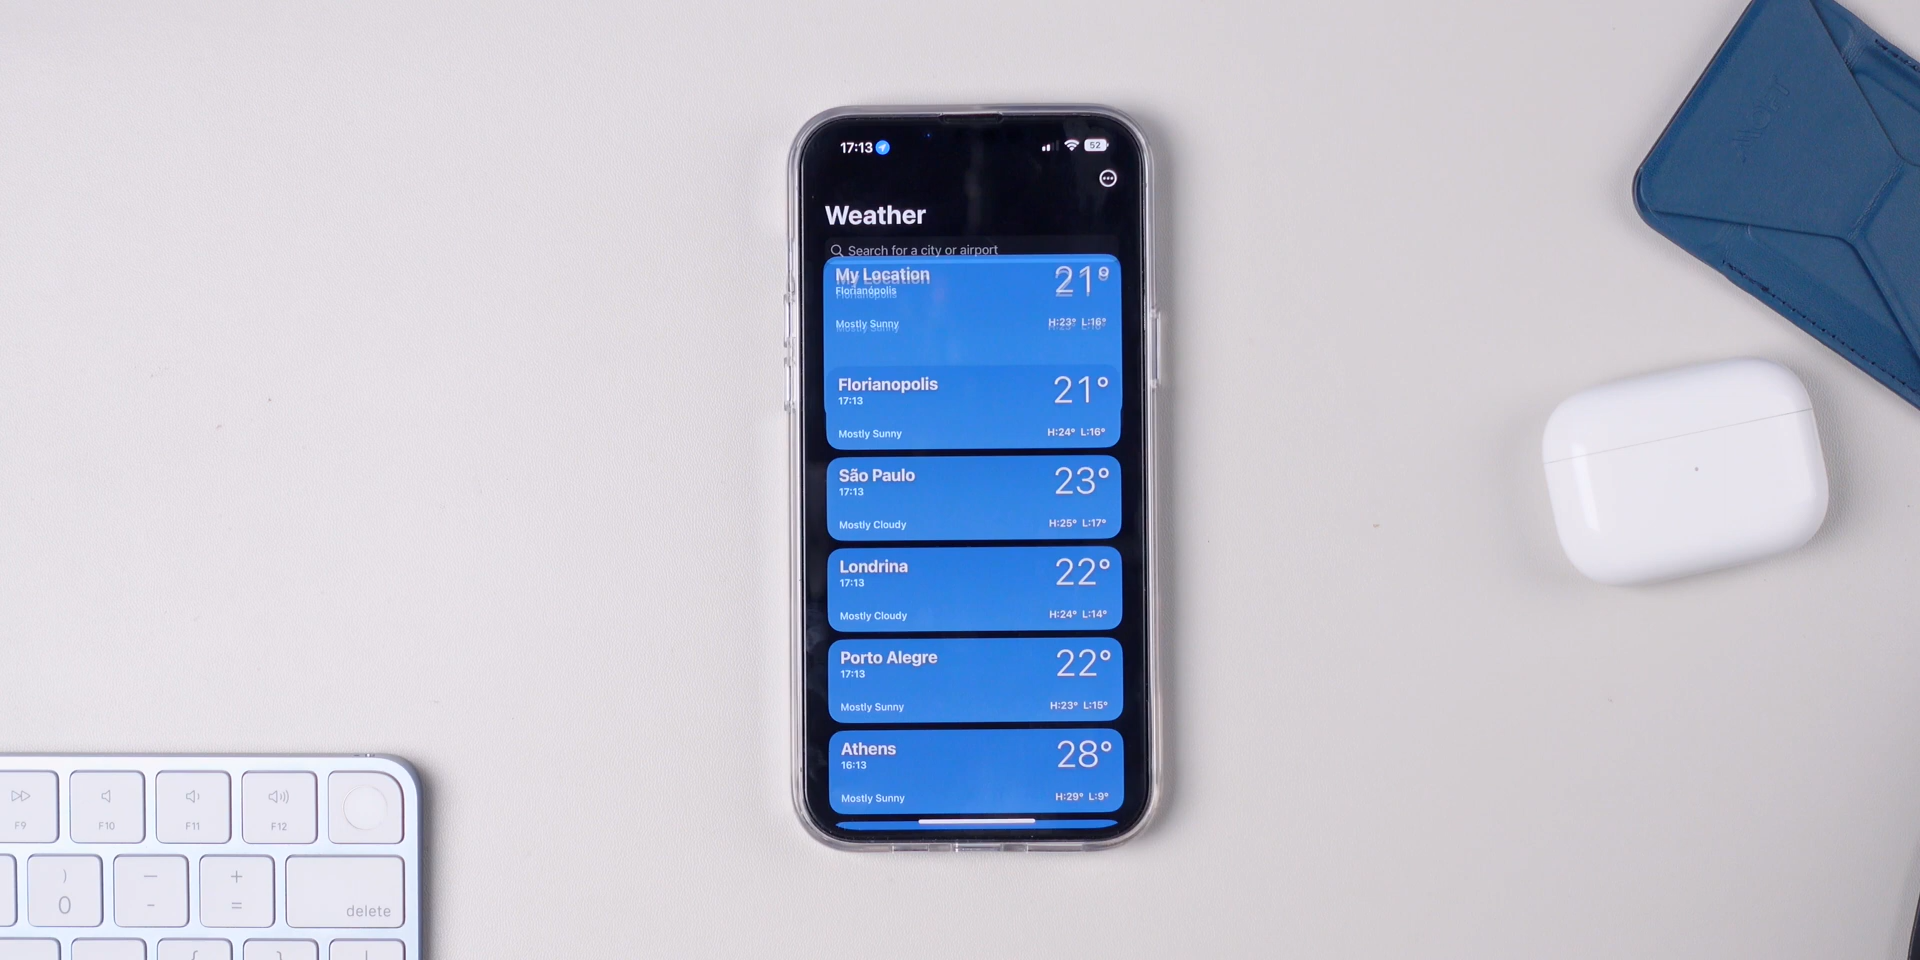 17:13
52
Weather
Search for a city or airport
My Location 21°
Florianópolis
Mostly Sunny H:23° L:16°
Florianopolis 21°
17:13
Mostly Sunny H:24° L:16°
São Paulo 23°
17:13
Mostly Cloudy H:25° L:17°
Londrina 22°
17:13
Mostly Cloudy H:24° L:14°
Porto Alegre 22°
17:13
Mostly Sunny H:23° L:15°
Athens 28°
16:13
Mostly Sunny H:29° L:9°
F9 F10 F11 F12
) — +
0 - =
delete
{ }